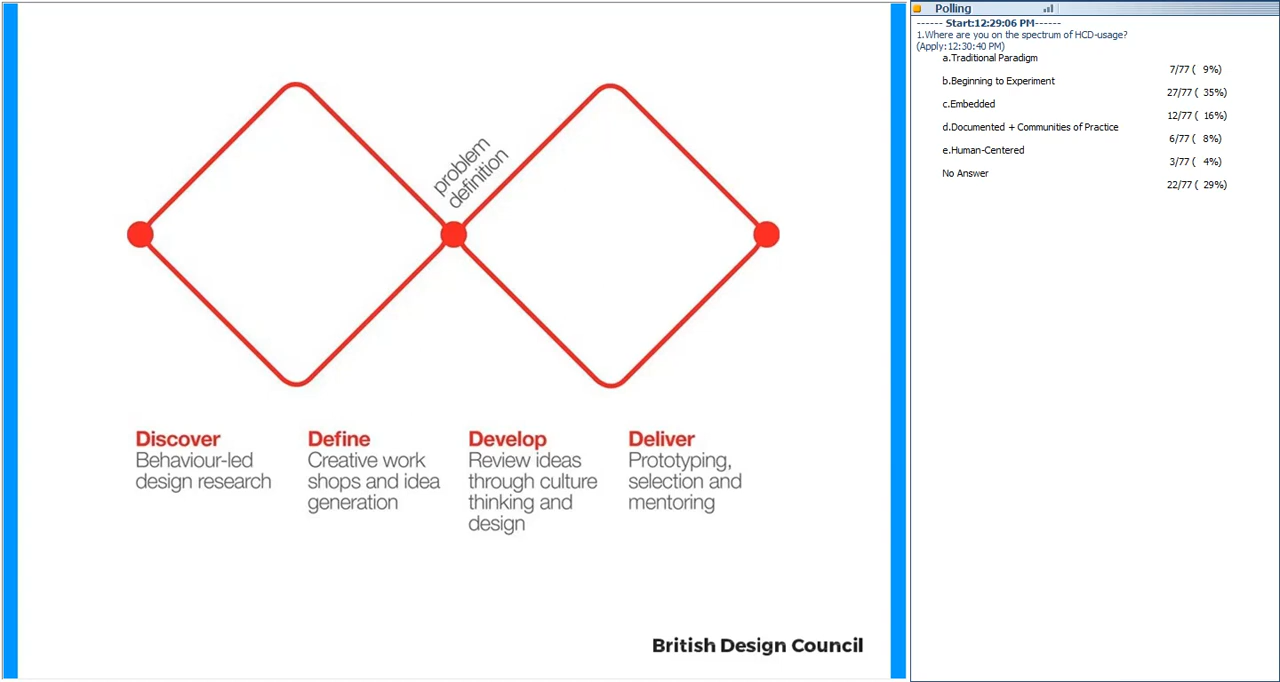 problem
definition
Discover
Behaviour-led
design research
Define
Creative work
shops and idea
generation
Develop
Review ideas
through culture
thinking and
design
Deliver
Prototyping,
selection and
mentoring
British Design Council
Polling
------ Start:12:29:06 PM------
1.Where are you on the spectrum of HCD-usage?
(Apply:12:30:40 PM)
a.Traditional Paradigm
7/77 ( 9%)
b.Beginning to Experiment
27/77 ( 35%)
c.Embedded
12/77 ( 16%)
d.Documented + Communities of Practice
6/77 ( 8%)
e.Human-Centered
3/77 ( 4%)
No Answer
22/77 ( 29%)